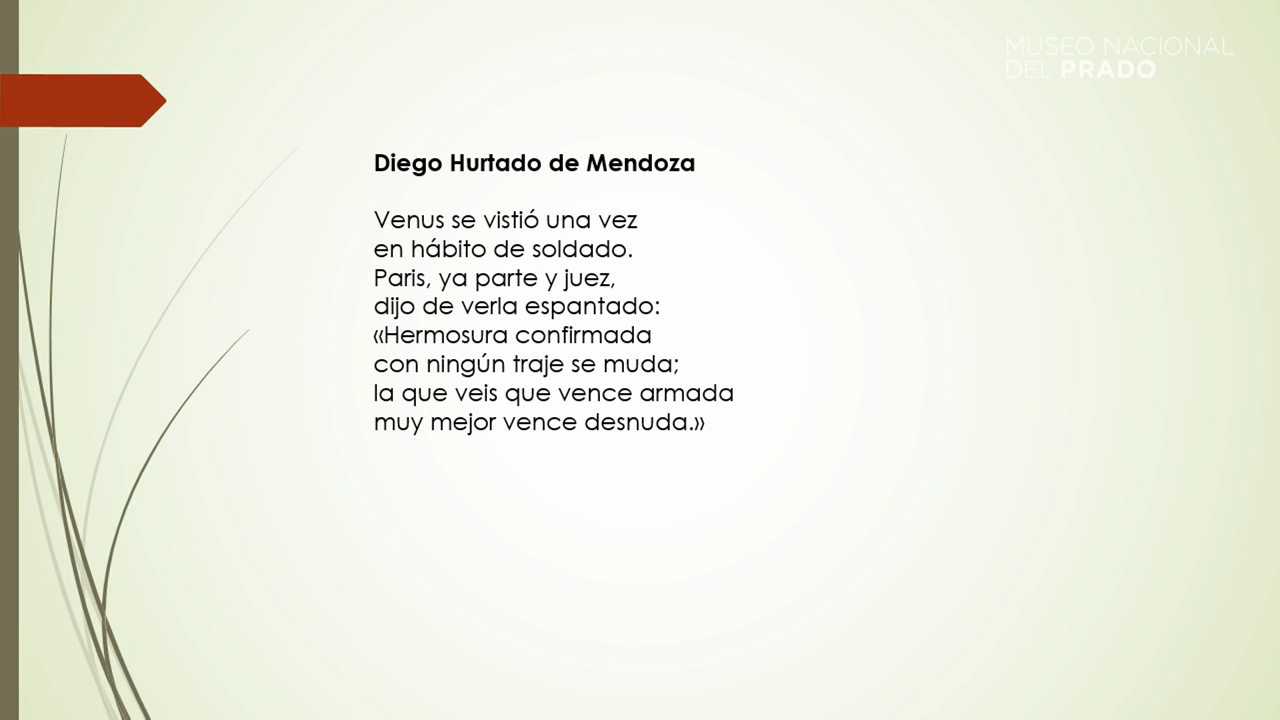 MUSEO NACIONAL
DEL PRADO
Diego Hurtado de Mendoza
Venus se vistió una vez
en hábito de soldado.
Paris, ya parte y juez,
dijo de verla espantado:
«Hermosura confirmada
con ningún traje se muda;
la que veis que vence armada
muy mejor vence desnuda.»